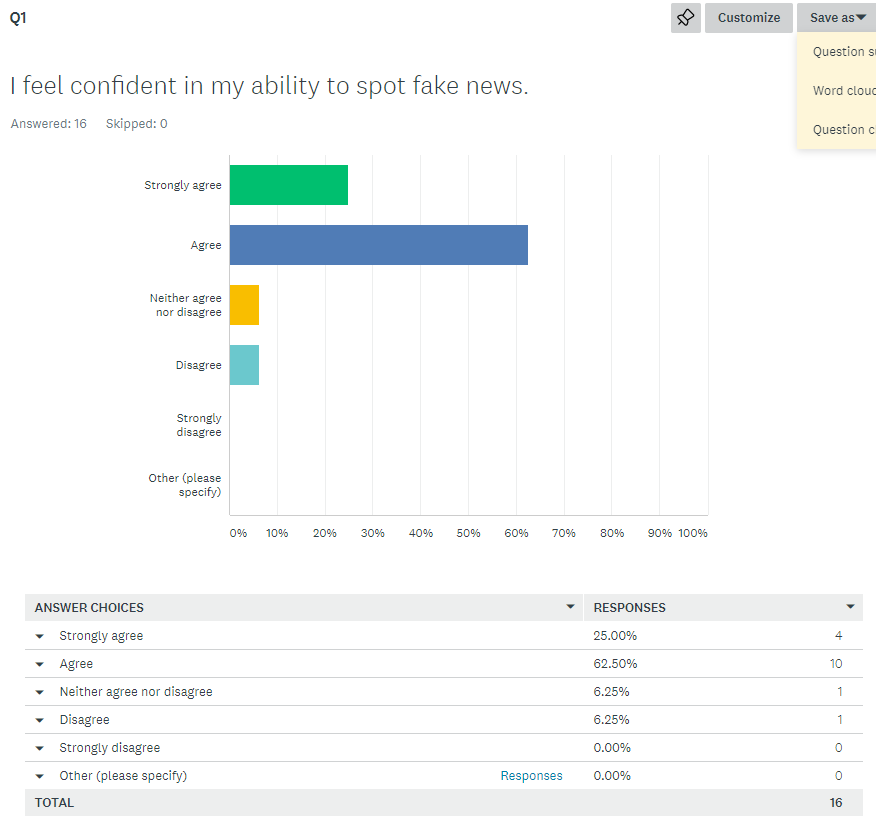 Q1
Customize
Save as
Question
Word cloud
Question
I feel confident in my ability to spot fake news.
Answered: 16 Skipped: 0
Strongly agree
Agree
Neither agree
nor disagree
Disagree
Strongly
disagree
Other (please
specify)
0% 10% 20% 30% 40% 50% 60% 70% 80% 90% 100%
ANSWER CHOICES RESPONSES
Strongly agree 25.00% 4
Agree 62.50% 10
Neither agree nor disagree 6.25% 1
Disagree 6.25% 1
Strongly disagree 0.00% 0
Other (please specify) Responses 0.00% 0
TOTAL 16